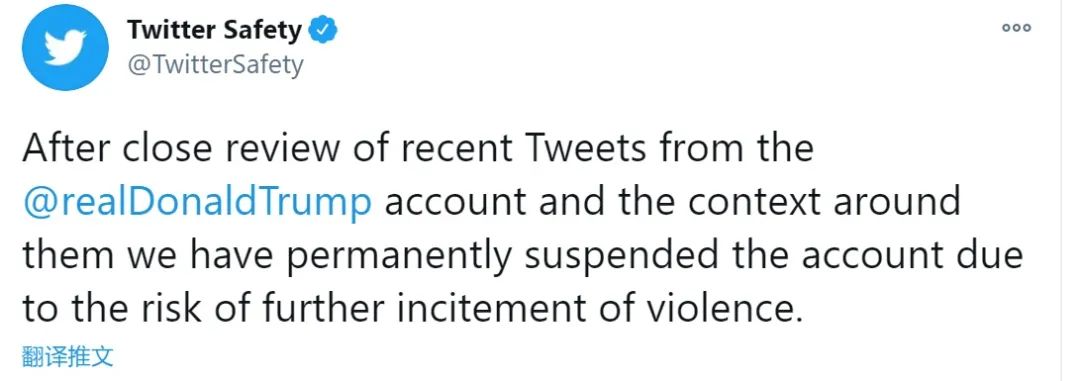 Twitter Safety
@TwitterSafety
After close review of recent Tweets from the
@realDonaldTrump account and the context around
them we have permanently suspended the account due
to the risk of further incitement of violence.
翻译推文